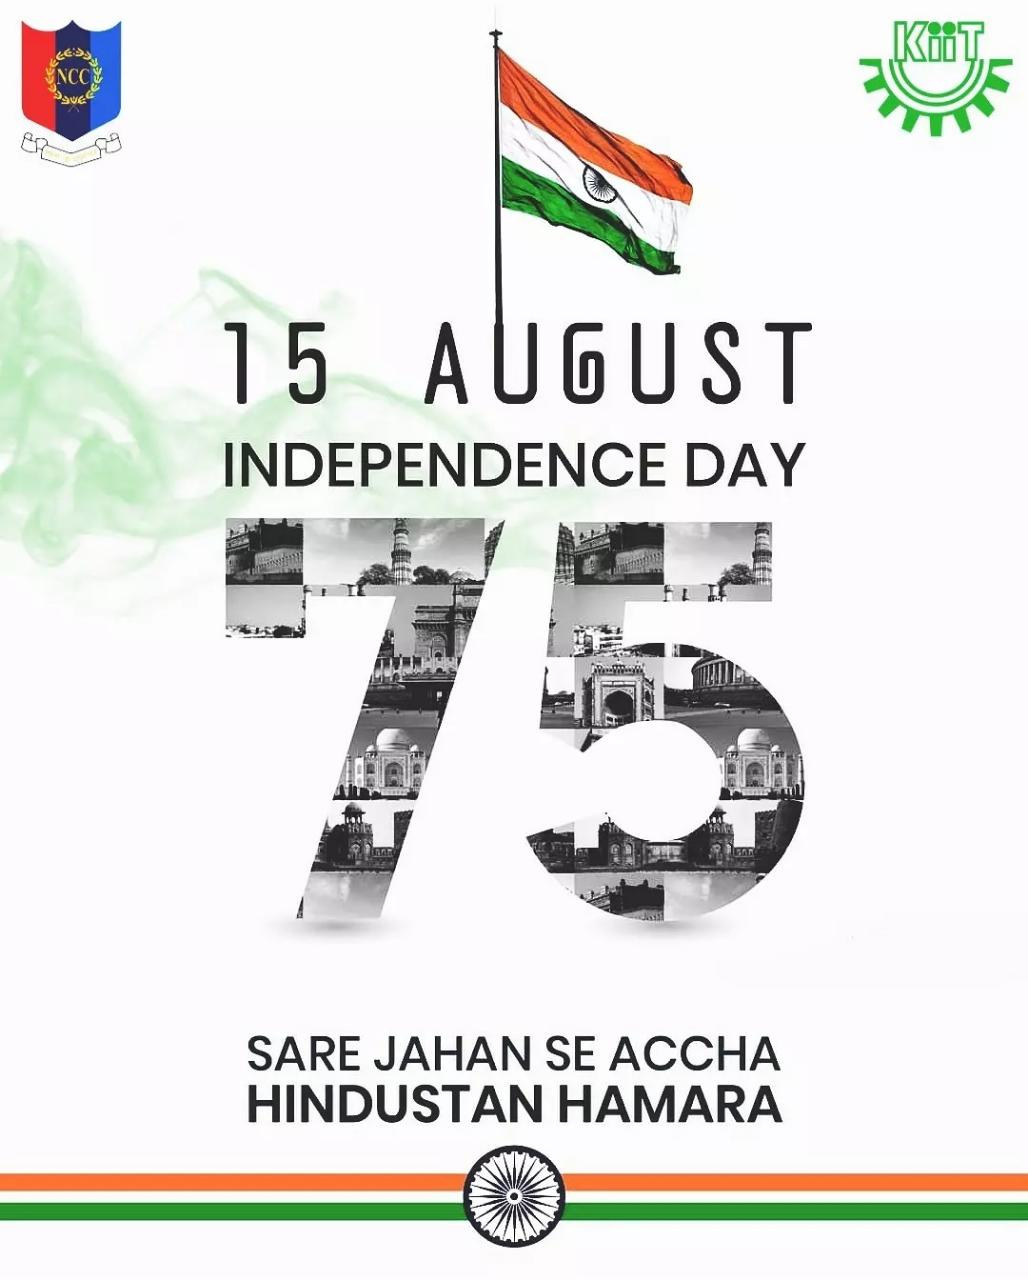 NCC
KiiT
15 AUGUST
INDEPENDENCE DAY
75
SARE JAHAN SE ACCHA
HINDUSTAN HAMARA